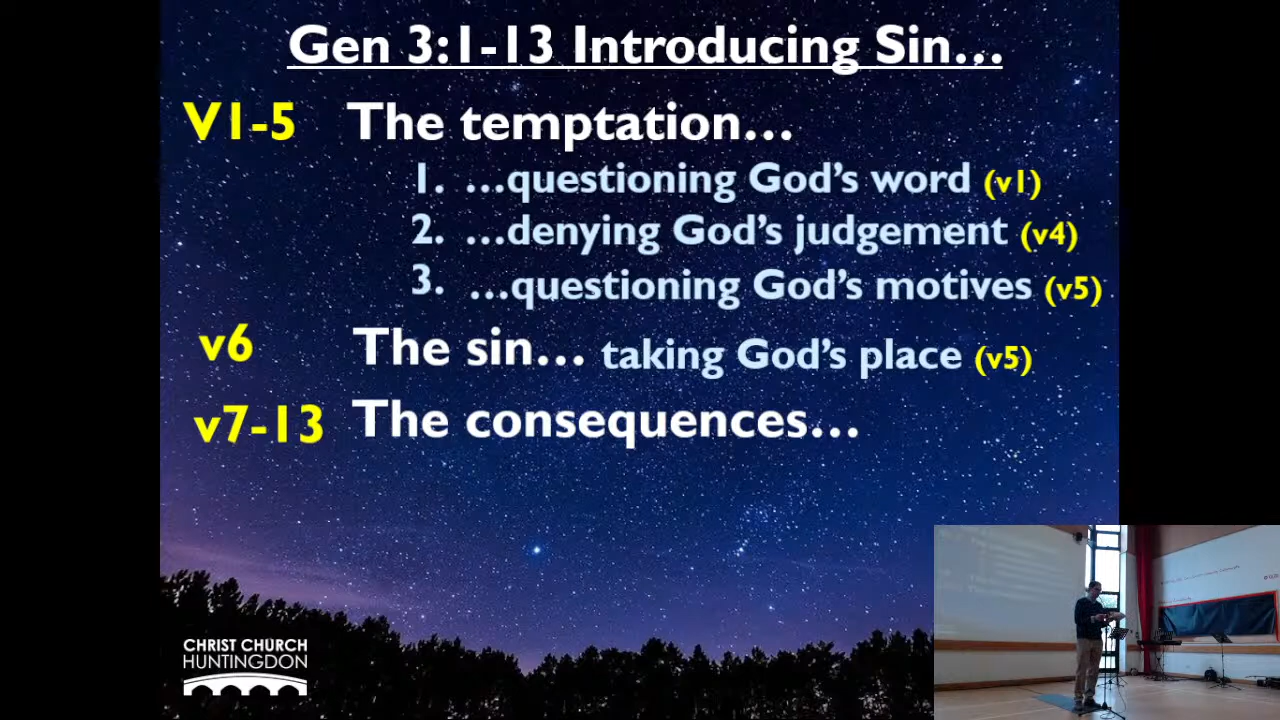 Gen 3:1-13 Introducing Sin…
V1-5 The temptation…
1. …questioning God’s word (v1)
2. …denying God’s judgement (v4)
3. …questioning God’s motives (v5)
v6 The sin… taking God’s place (v5)
v7-13 The consequences…
CHRIST CHURCH
HUNTINGDON